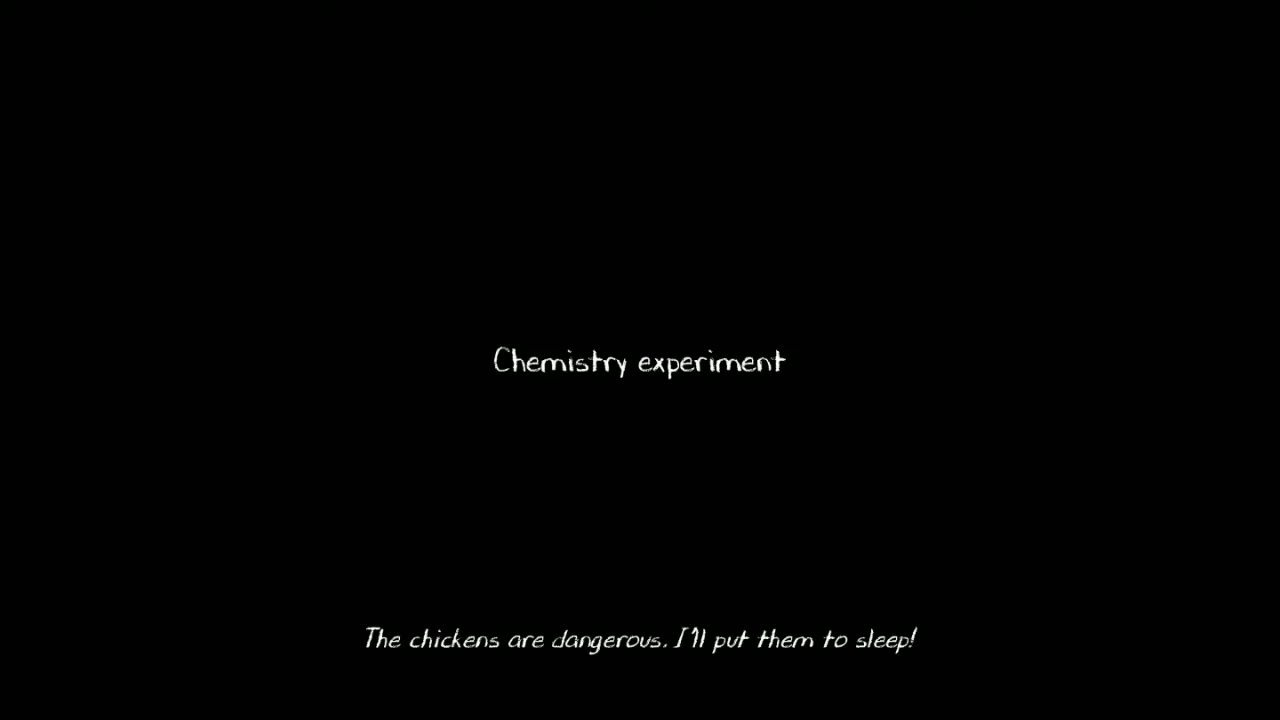 Chemistry experiment
The chickens are dangerous. I'll put them to sleep!